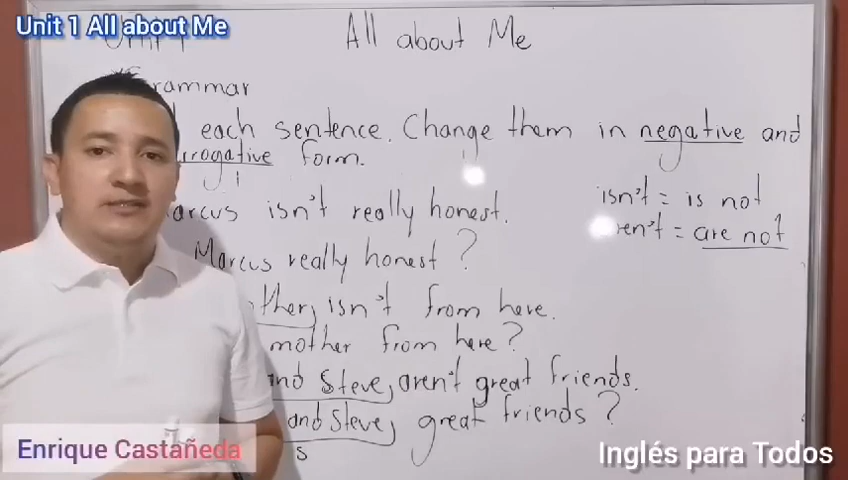 Unit 1 All about Me
All about Me
Grammar
each sentence. Change them in negative and
form.
isn't = is not
= are not
isn't really honest.
Marcus really honest?
isn't from here.
mother from here?
and Steve, aren't great friends.
and Steve, great friends?
s
Enrique Castañeda
Inglés para Todos